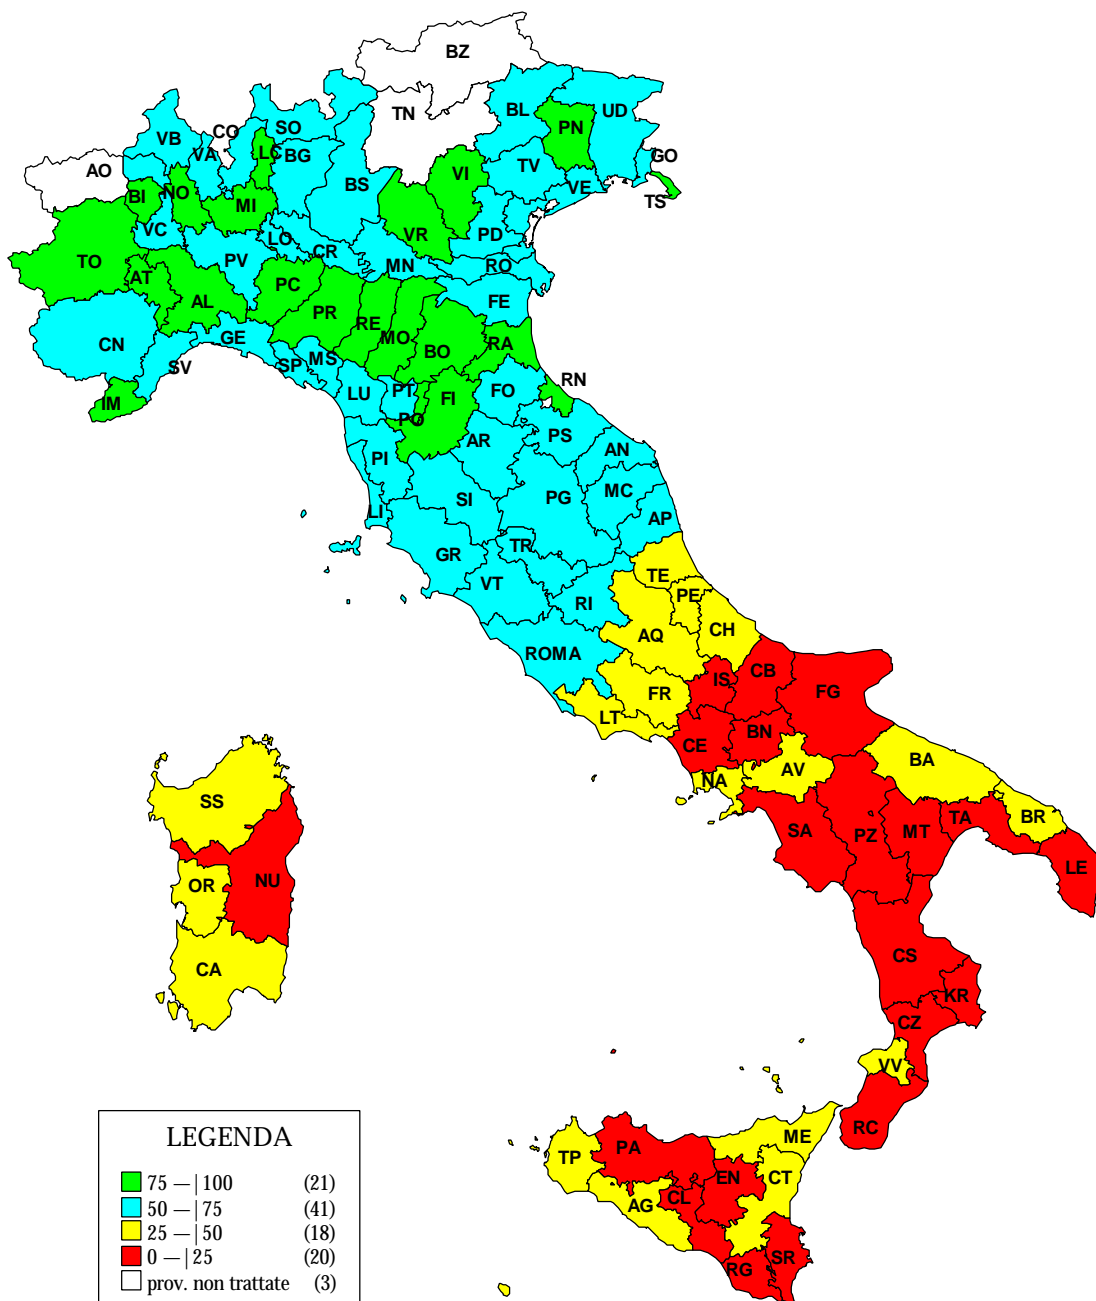 BZ
TN
BL
UD
PN
SO
CO
VB
VA
LC
BG
GO
AO
TV
VI
BS
VE
BI
NO
MI
TS
VC
LO
CR
VR
PD
TO
PV
MN
RO
AT
PC
AL
FE
PR
RE
MO
GE
CN
BO
RA
SV
SP
MS
RN
LU
PT
FI
FO
IM
PO
PS
AR
AN
PI
SI
PG
MC
LI
AP
GR
TR
VT
TE
PE
RI
CH
AQ
ROMA
IS
CB
FG
FR
LT
BN
CE
BA
AV
NA
SS
BR
SA
PZ
MT
TA
LE
OR
NU
CS
CA
KR
CZ
VV
RC
ME
PA
TP
EN
CT
CL
AG
SR
RG
LEGENDA
75 —|100 (21)
50 —|75 (41)
25 —|50 (18)
0 —|25 (20)
prov. non trattate (3)